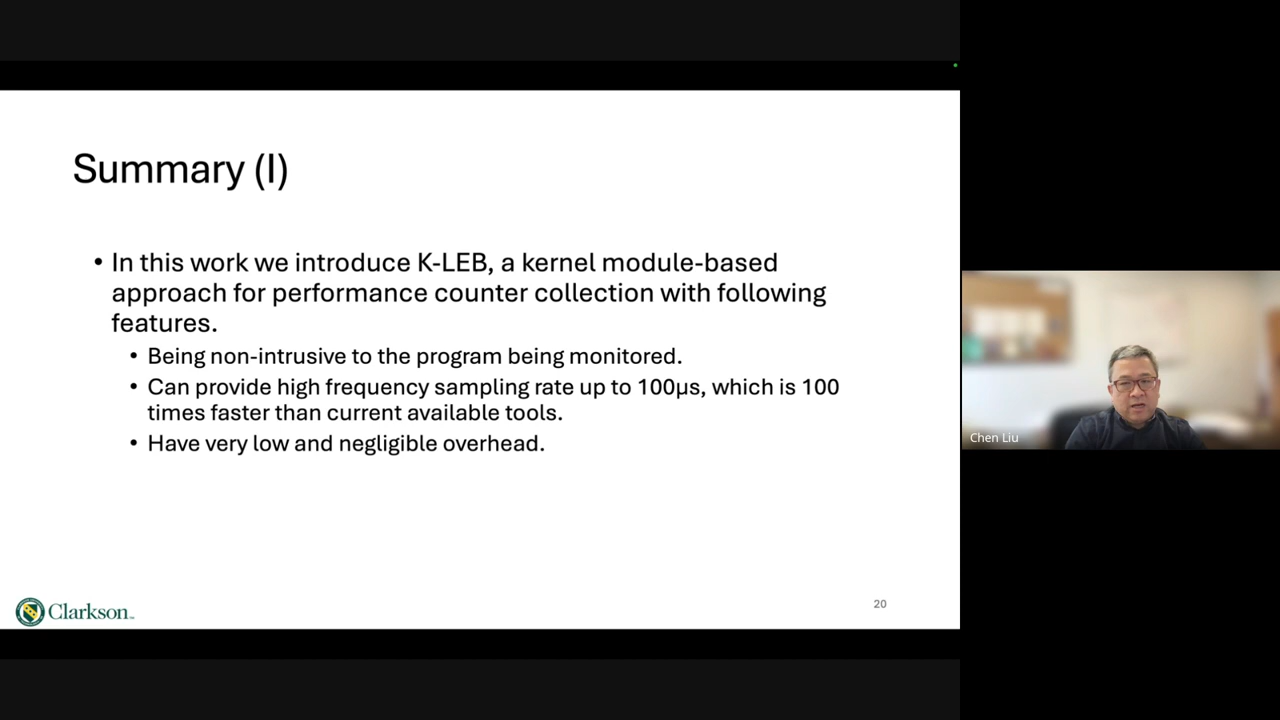 Summary (I)
• In this work we introduce K-LEB, a kernel module-based
approach for performance counter collection with following
features.
• Being non-intrusive to the program being monitored.
• Can provide high frequency sampling rate up to 100μs, which is 100
times faster than current available tools.
• Have very low and negligible overhead.
Clarkson
20
Chen Liu